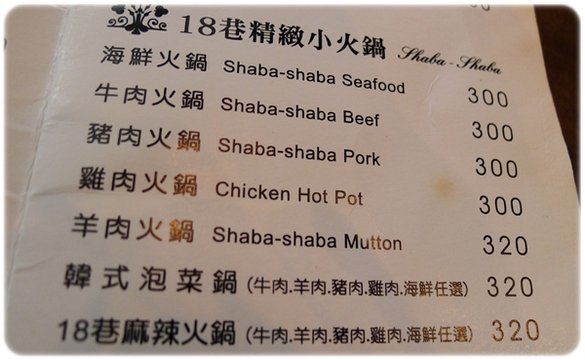 18巷精緻小火鍋 Shaba-Shaba
海鮮火鍋 Shaba-shaba Seafood 300
牛肉火鍋 Shaba-shaba Beef 300
豬肉火鍋 Shaba-shaba Pork 300
雞肉火鍋 Chicken Hot Pot 300
羊肉火鍋 Shaba-shaba Mutton 320
韓式泡菜鍋 (牛肉.羊肉.豬肉.雞肉.海鮮任選) 320
18巷麻辣火鍋 (牛肉.羊肉.豬肉.雞肉.海鮮任選) 320